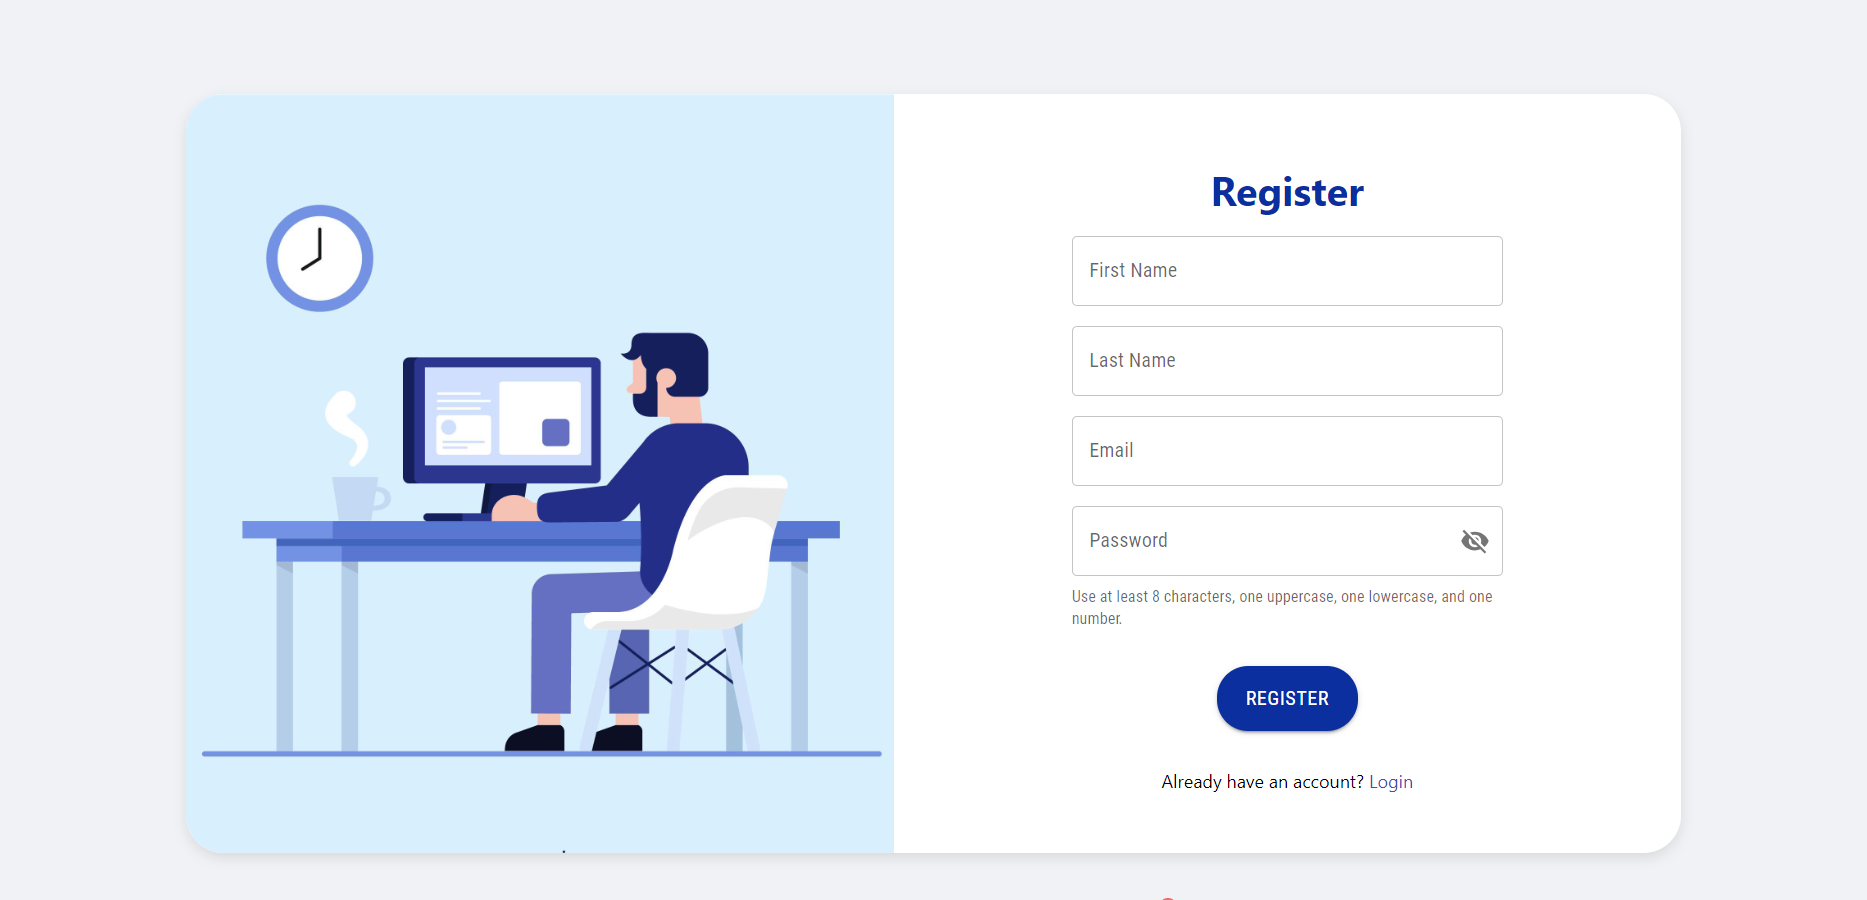 Register
First Name
Last Name
Email
Password
Use at least 8 characters, one uppercase, one lowercase, and one
number.
REGISTER
Already have an account? Login